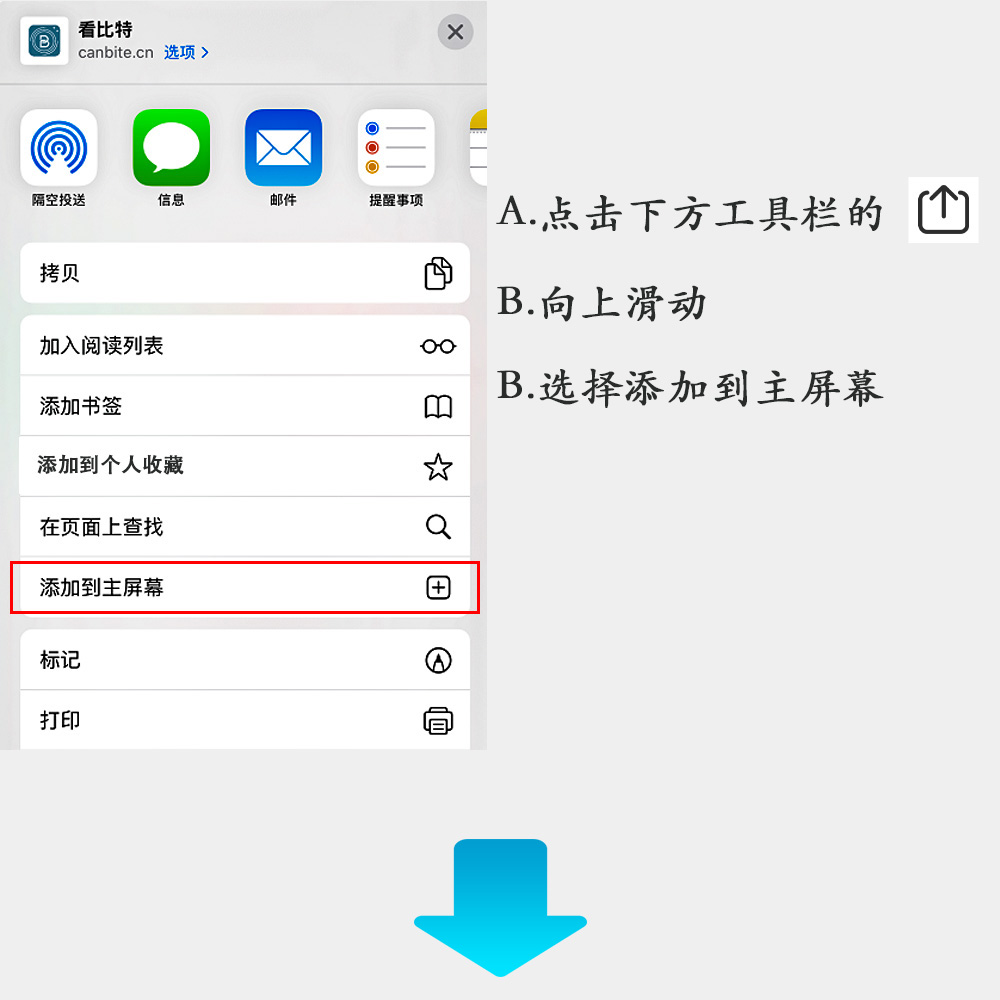 看比特
canbite.cn 选项 >
隔空投送 信息 邮件 提醒事项
拷贝
加入阅读列表
添加书签
添加到个人收藏
在页面上查找
添加到主屏幕
标记
打印
A.点击下方工具栏的
B.向上滑动
B.选择添加到主屏幕